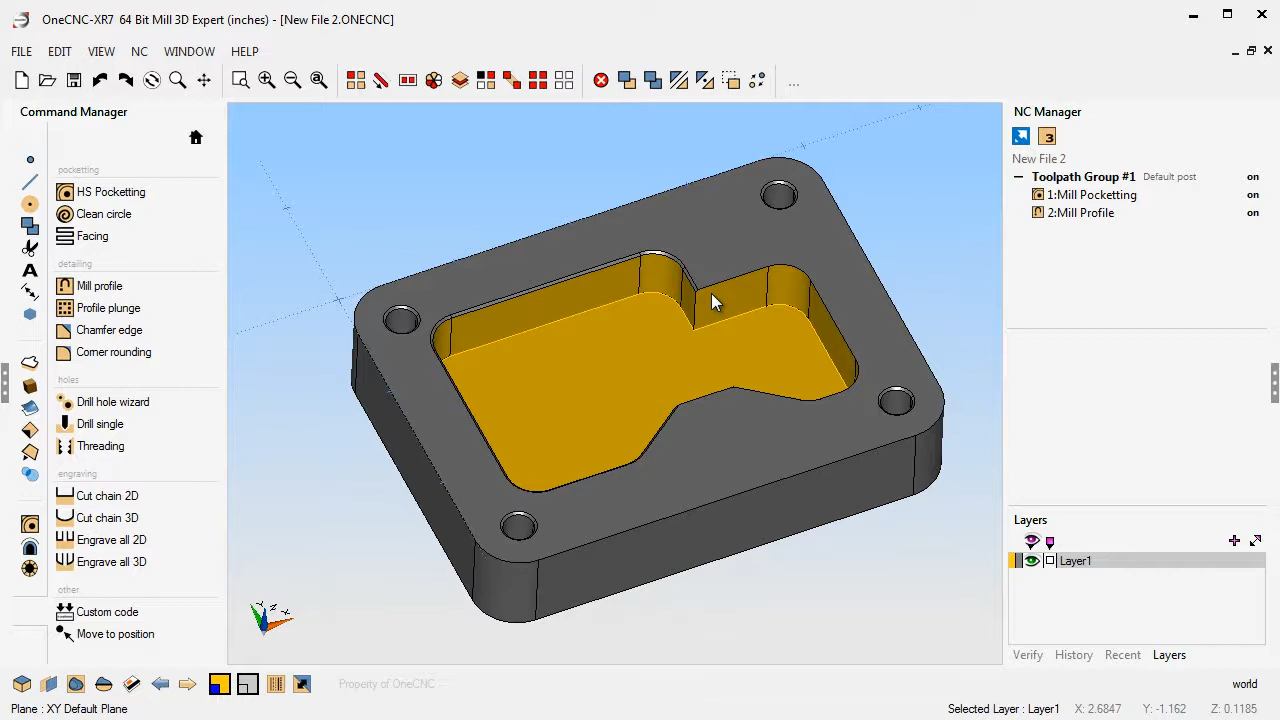 OneCNC-XR7 64 Bit Mill 3D Expert (inches) - [New File 2.ONECNC]
FILE EDIT VIEW NC WINDOW HELP
Command Manager
pocketting
HS Pocketting
Clean circle
Facing
detailing
Mill profile
Profile plunge
Chamfer edge
Corner rounding
holes
Drill hole wizard
Drill single
Threading
engraving
Cut chain 2D
Cut chain 3D
Engrave all 2D
Engrave all 3D
other
Custom code
Move to position
Y Z X
NC Manager
3
New File 2
Toolpath Group #1 Default post on
1:Mill Pocketting on
2:Mill Profile on
Layers
Layer1
Verify History Recent Layers
Property of OneCNC
world
Plane : XY Default Plane
Selected Layer : Layer1 X: 2.6847 Y: -1.162 Z: 0.1185